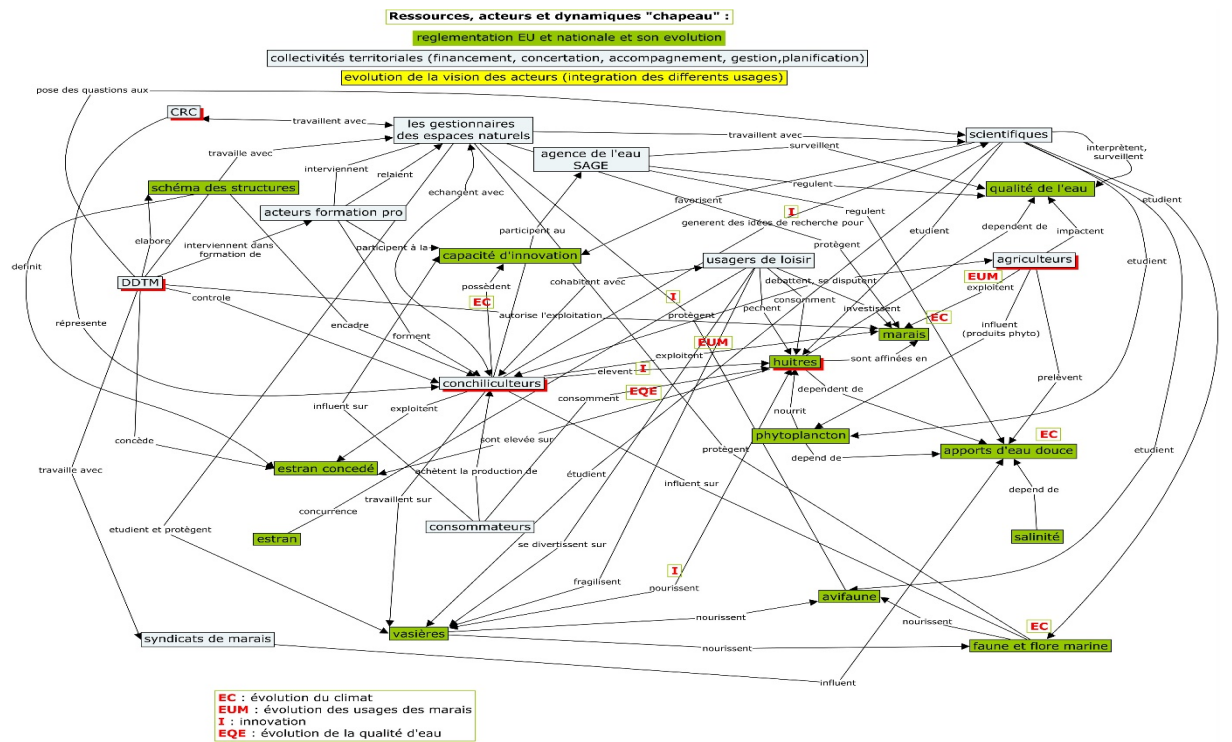 Ressources, acteurs et dynamiques "chapeau" :
reglementation EU et nationale et son evolution
collectivités territoriales (financement, concertation, accompagnement, gestion,planification)
evolution de la vision des acteurs (integration des differents usages)
pose des quastions aux
CRC
travaillent avec
les gestionnaires
des espaces naturels
travaillent avec
scientifiques
surveillent
interprètent,
surveillent
travaille avec
interviennent
relaient
agence de l'eau
SAGE
schéma des structures
echangent avec
favorisent
regulent
qualité de l'eau
etudient
acteurs formation pro
I
regulent
generent des idées de recherche pour
dependent de
impactent
elabore
interviennent dans
formation de
participent à la
participent au
protègent
etudient
capacité d'innovation
usagers de loisir
agriculteurs
etudient
definit
DDTM
possèdent
cohabitent avec
debattent, se disputent
EUM
exploitent
controle
EC
I
consomment
pechent
investissent
répresente
encadre
forment
autorise l'exploitation
protègent
EC
influent
(produits phyto)
marais
EUM
exploitent
huitres
sont affinées en
conchiliculteurs
elevent
I
prelèvent
EQE
consomment
dependent de
exploitent
influent sur
nourrit
concède
sont elevée sur
phytoplancton
EC
protègent
depend de
apports d'eau douce
etudient
travaille avec
estran concedé
achètent la production de
étudient
influent sur
travaillent sur
depend de
concurrence
etudient et protègent
consommateurs
estran
salinité
se divertissent sur
I
fragilisent
nourissent
avifaune
nourissent
nourissent
EC
syndicats de marais
vasières
nourissent
faune et flore marine
influent
EC : évolution du climat
EUM : évolution des usages des marais
I : innovation
EQE : évolution de la qualité d'eau